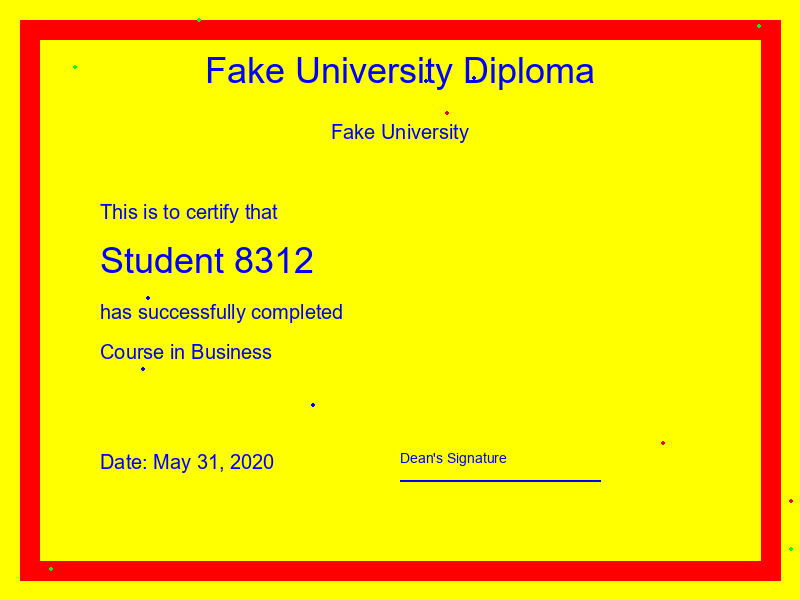 Fake University Diploma
Fake University
This is to certify that
Student 8312
has successfully completed
Course in Business
Date: May 31, 2020
Dean's Signature